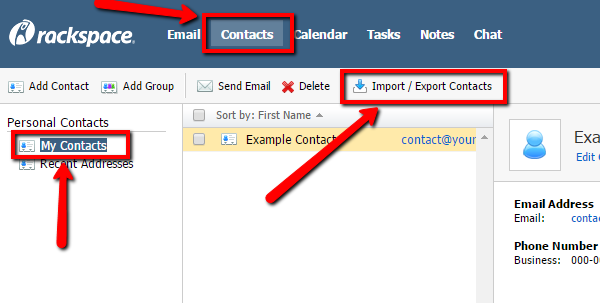 rackspace.
Email Contacts Calendar Tasks Notes Chat
Add Contact Add Group Send Email Delete Import / Export Contacts
Personal Contacts
My Contacts
Recent Addresses
Sort by: First Name
Example Contact contact@your
Exa
Edit C
Email Address
Email: conta
Phone Number
Business: 000-0